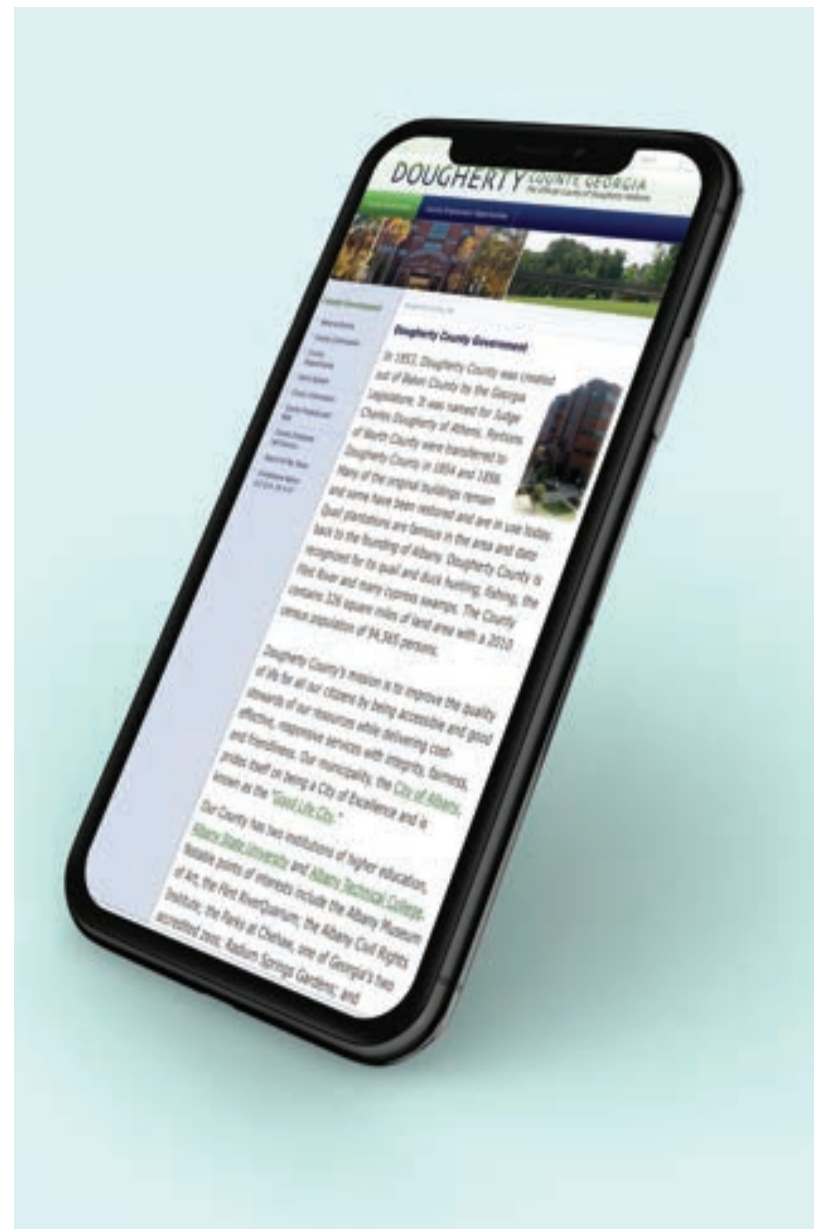 DOUGHERTY COUNTY, GEORGIA
County Employment Opportunities
County Government
Dougherty County Government
In 1853, Dougherty County was created
out of Baker County by the Georgia
Legislature. It was named for Judge
Charles Dougherty of Athens. Portions
of Worth County were transferred to
Dougherty County in 1854 and 1856.
Many of the original buildings remain
and some have been restored and are in use today.
Quail plantations are famous in the area and date
back to the founding of Albany. Dougherty County is
recognized for its quail and duck hunting, fishing, the
Flint River and many cypress swamps. The County
contains 326 square miles of land area with a 2010
census population of 94,565 persons.
Dougherty County's mission is to improve the quality
of life for all our citizens by being accessible and good
stewards of our resources while delivering cost-
effective, responsive services with integrity, fairness,
and friendliness. Our municipality, the City of Albany,
prides itself on being a City of Excellence and is
known as the "Good Life City."
Our County has two institutions of higher education,
Albany State University and Albany Technical College.
Notable points of interests include the Albany Museum
of Art, the Flint RiverQuarium, the Albany Civil Rights
Institute, the Parks at Chehaw, one of Georgia's two
accredited zoos, Radium Springs Gardens; and